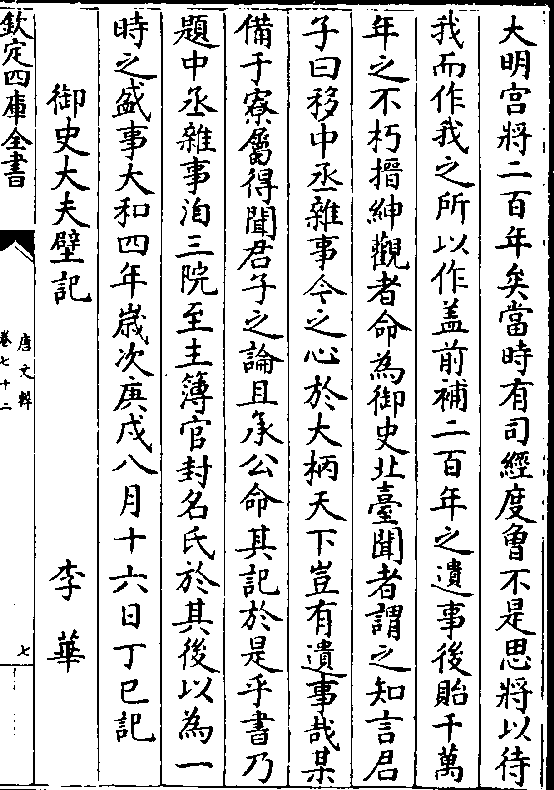 大明宮將二百年矣當時有司經度曾不是思將以待
我而作我之所以作盖前補二百年之遺事後貽千萬
年之不朽搢紳觀者命為御史北臺聞者謂之知言君
子曰移中丞雜事令之心於大柄天下豈有遺事哉某
備于寮屬得聞君子之論且承公命其記於是乎書乃
題中丞雜事洎三院至主簿官封名氏於其後以為一
時之盛事大和四年嵗次庚戌八月十六日丁巳記
御史大夫壁記 李華
欽定四庫全書
唐文粹
卷七十二
七